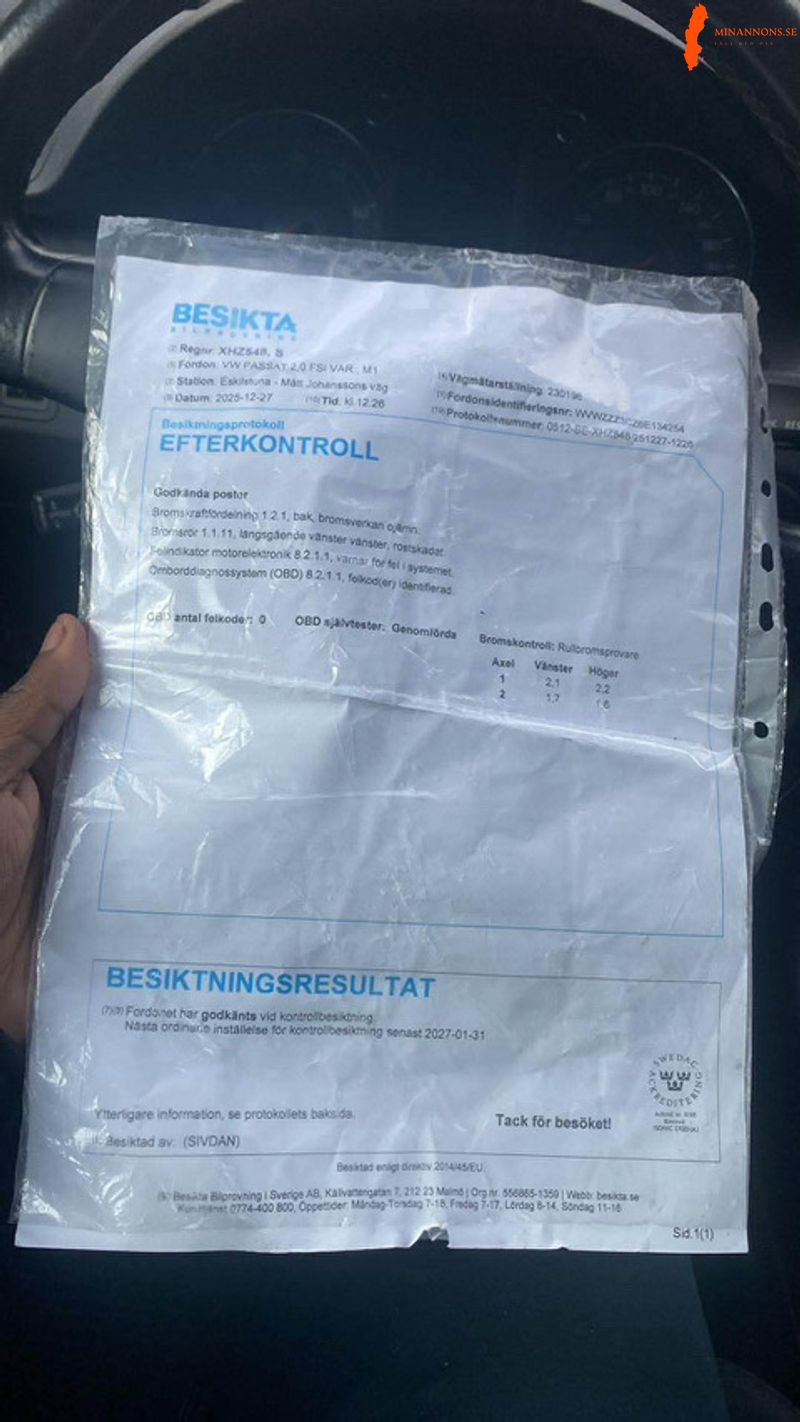 MINANNONS.SE
BESIKTA
BILPROVNING
Regnr: XHZ548, S
Fordon: VW PASSAT 2,0 FSI VAR., M1
Station: Eskilstuna - Mått Johanssons väg
Datum: 2025-12-27 Tid: kl.12.26
Vägmätarställning: 230196
Fordonsidentifieringsnr:
Protokollsnummer: 0512-BE-XHZ548/251227-1226
Besiktningsprotokoll
EFTERKONTROLL
Godkända poster
Bromskraftfördelning 1.2.1, bak, bromsverkan ojämn.
Bromsrör 1.1.11, längsgående vänster vänster, rostskadat.
Felindikator motorelektronik 8.2.1.1, varnar för fel i systemet.
Omborddiagnossystem (OBD) 8.2.1.1, felkod(er) identifierad.
OBD antal felkoder: 0 OBD självtester: Genomförda
Bromskontroll: Rullbromsprovare
Axel Vänster Höger
1 2,1 2,2
2 1,7 1,6
BESIKTNINGSRESULTAT
Fordonet har godkänts vid kontrollbesiktning.
Nästa ordinarie inställelse för kontrollbesiktning senast 2027-01-31
SWEDAC
ACKREDITERING
Ytterligare information, se protokollets baksida.
Tack för besöket!
Besiktad av: (SIVDAN)
Besiktad enligt direktiv 2014/45/EU.
Besikta Bilprovning i Sverige AB, Källvattengatan 7, 212 23 Malmö | Org.nr. 556865-1359 | Webb: besikta.se
Kundtjänst 0774-400 800, Öppettider: Måndag-Torsdag 7-18, Fredag 7-17, Lördag 8-14, Söndag 11-16
Sid.1(1)